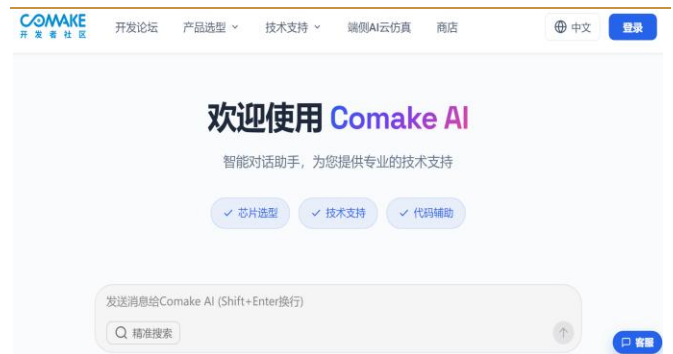 COMAKE
开发者社区
开发论坛 产品选型 技术支持 端侧AI云仿真 商店 中文 登录
欢迎使用 Comake AI
智能对话助手，为您提供专业的技术支持
芯片选型 技术支持 代码辅助
发送消息给Comake AI (Shift+Enter换行)
精准搜索
客服